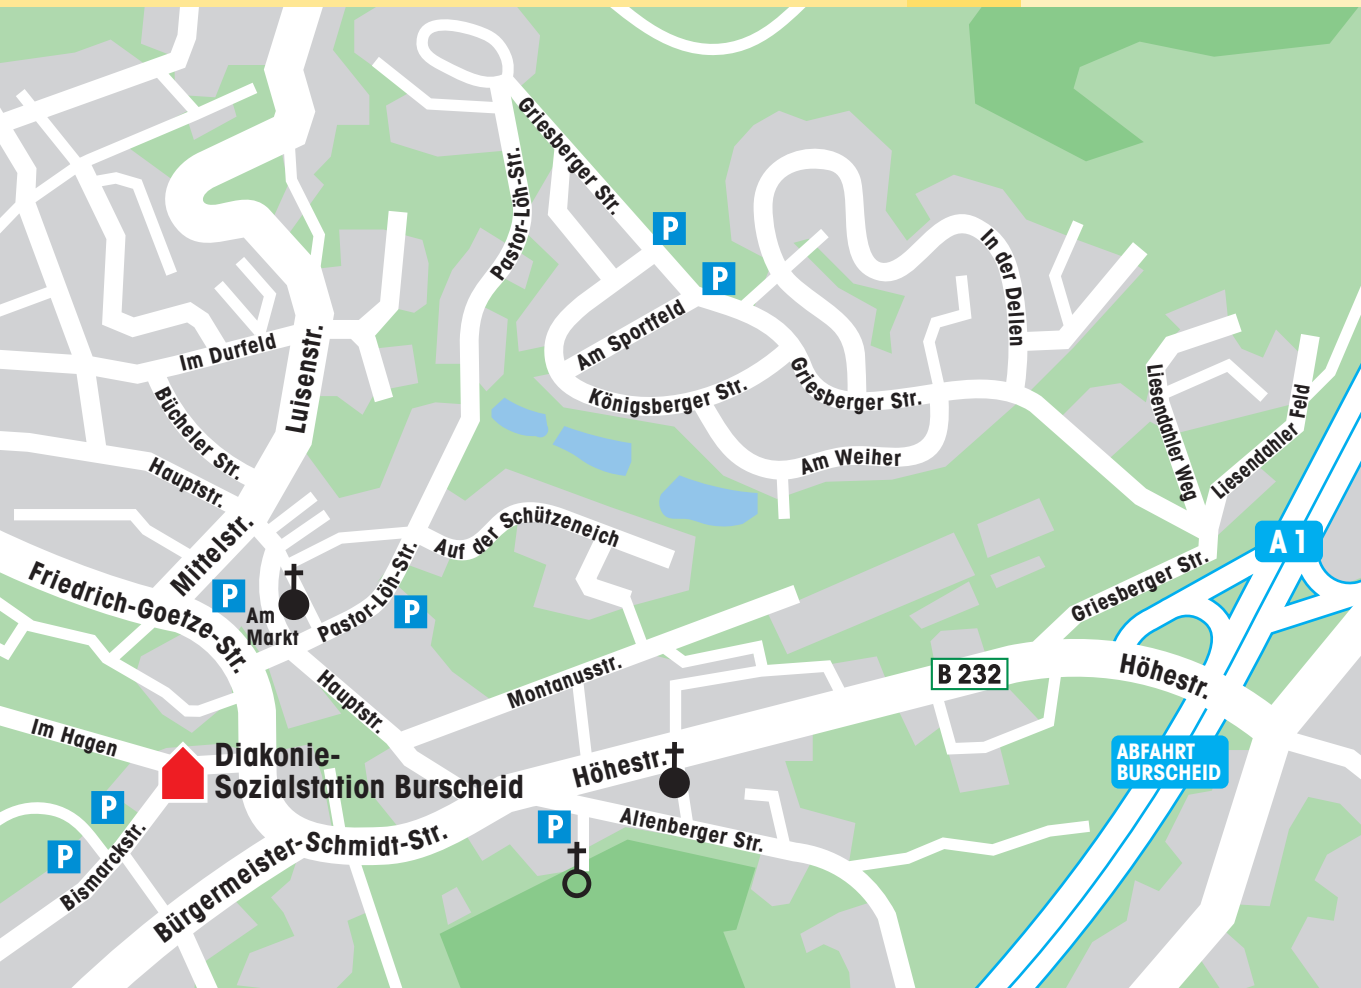 Griesberger Str.
Pastor-Löh-Str.
P
P
In der Dellen
Am Sportfeld
Im Durfeld
Luisenstr.
Königsberger Str.
Griesberger Str.
Liesendahler Weg
Liesendahler Feld
Bücheler Str.
Hauptstr.
Am Weiher
Auf der Schützeneich
Mittelstr.
A 1
Friedrich-Goetze-Str.
P
Am
Markt
Pastor-Löh-Str.
P
Griesberger Str.
Montanusstr.
B 232
Höhestr.
Hauptstr.
Im Hagen
Diakonie-
Sozialstation Burscheid
Höhestr.
ABFAHRT
BURSCHEID
P
P
Bismarckstr.
Bürgermeister-Schmidt-Str.
P
Altenberger Str.